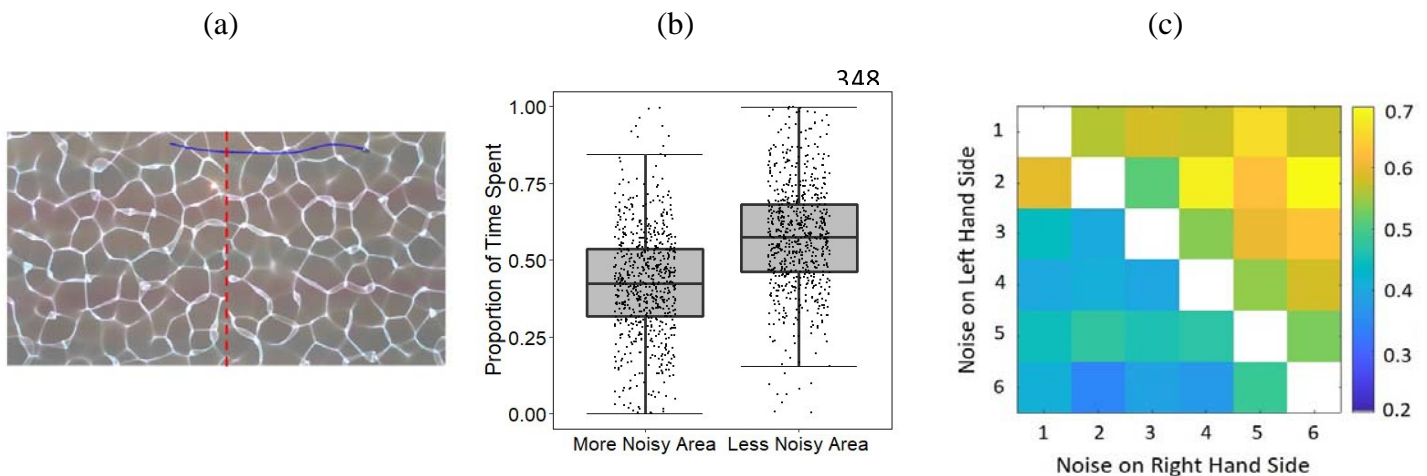 (a)
(b)
(c)
348
Proportion of Time Spent
1.00
0.75
0.50
0.25
0.00
More Noisy Area Less Noisy Area
Noise on Left Hand Side
1
2
3
4
5
6
1 2 3 4 5 6
Noise on Right Hand Side
0.7
0.6
0.5
0.4
0.3
0.2